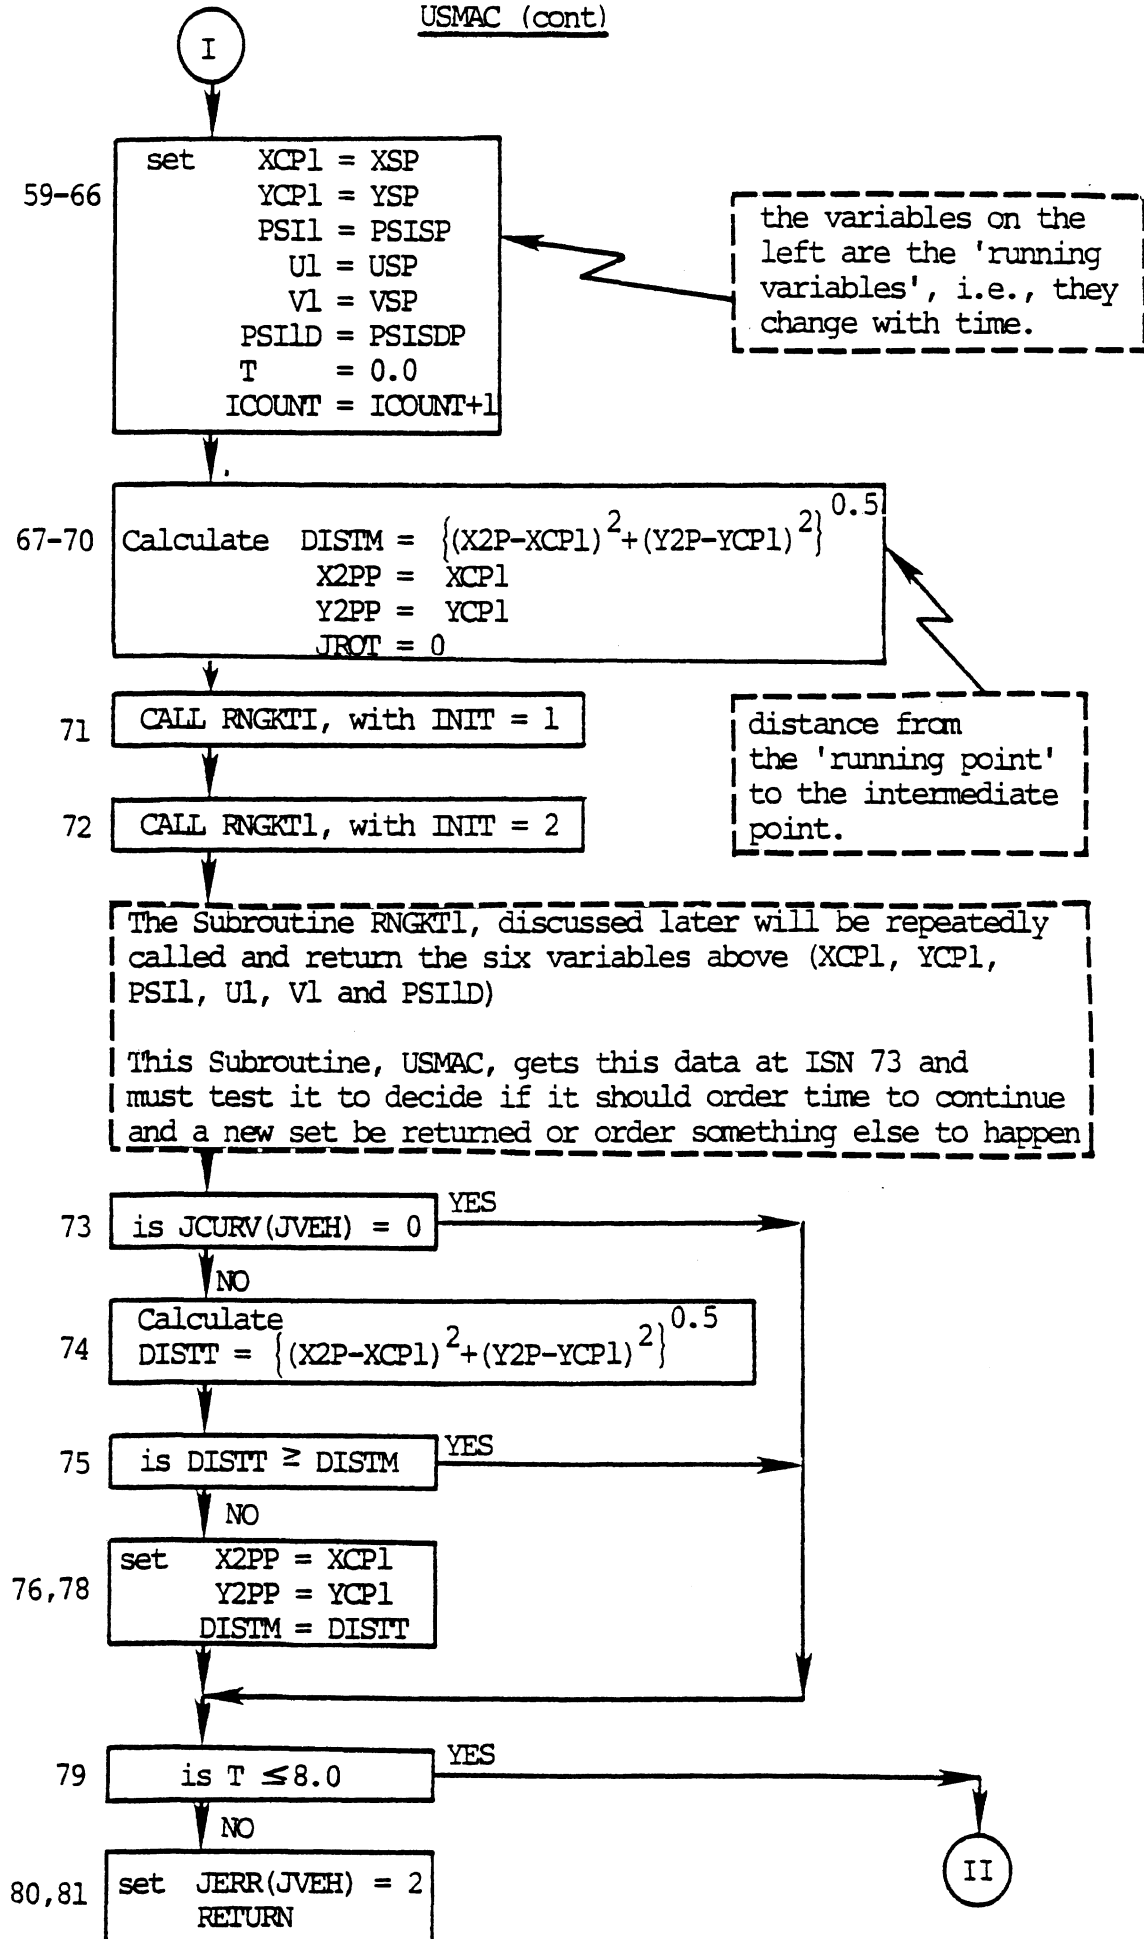 USMAC (cont)
I
59-66
set XCP1 = XSP
YCP1 = YSP
PSI1 = PSISP
U1 = USP
V1 = VSP
PSI1D = PSISDP
T = 0.0
ICOUNT = ICOUNT+1
the variables on the
left are the 'running
variables', i.e., they
change with time.
67-70
Calculate DISTM = {(X2P-XCP1)^2+(Y2P-YCP1)^2}^0.5
X2PP = XCP1
Y2PP = YCP1
JROT = 0
distance from
the 'running point'
to the intermediate
point.
71
CALL RNGKTI, with INIT = 1
72
CALL RNGKT1, with INIT = 2
The Subroutine RNGKT1, discussed later will be repeatedly
called and return the six variables above (XCP1, YCP1,
PSI1, U1, V1 and PSI1D)
This Subroutine, USMAC, gets this data at ISN 73 and
must test it to decide if it should order time to continue
and a new set be returned or order something else to happen
73
is JCURV(JVEH) = 0
YES
NO
74
Calculate
DISTT = {(X2P-XCP1)^2+(Y2P-YCP1)^2}^0.5
75
is DISTT ≥ DISTM
YES
NO
76,78
set X2PP = XCP1
Y2PP = YCP1
DISTM = DISTT
79
is T ≤8.0
YES
NO
II
80,81
set JERR(JVEH) = 2
RETURN